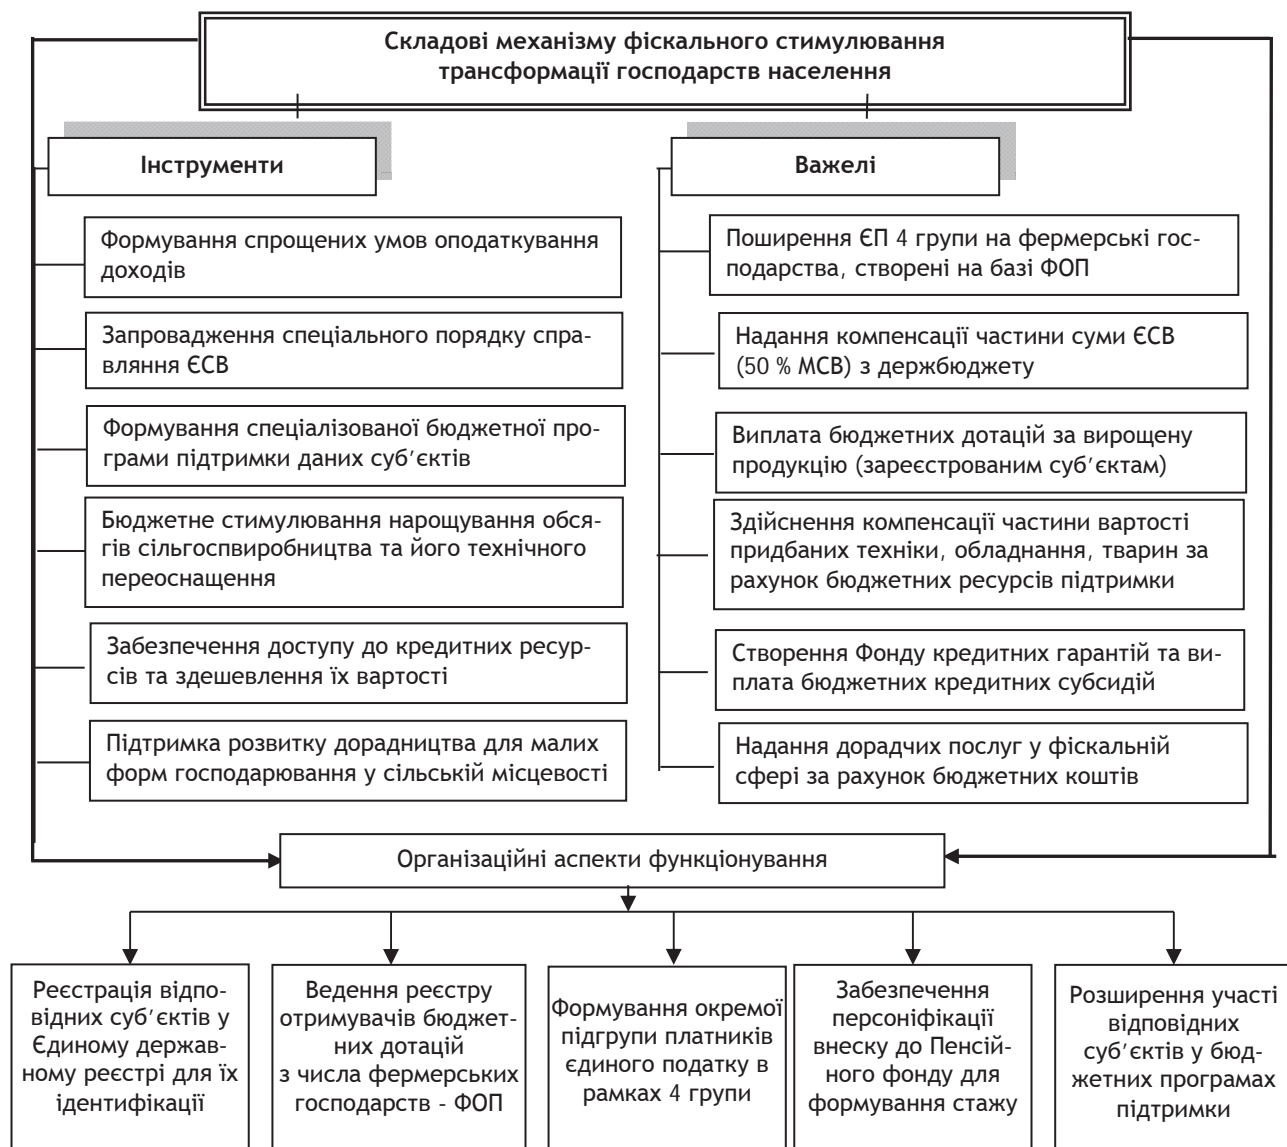 Складові механізму фіскального стимулювання
трансформації господарств населення
Інструменти
Формування спрощених умов оподаткування
доходів
Запровадження спеціального порядку спра-
вляння ЄСВ
Формування спеціалізованої бюджетної про-
грами підтримки даних суб’єктів
Бюджетне стимулювання нарощування обся-
гів сільгоспвиробництва та його технічного
переоснащення
Забезпечення доступу до кредитних ресур-
сів та здешевлення їх вартості
Підтримка розвитку дорадництва для малих
форм господарювання у сільській місцевості
Важелі
Поширення ЄП 4 групи на фермерські гос-
подарства, створені на базі ФОП
Надання компенсації частини суми ЄСВ
(50 % МСВ) з держбюджету
Виплата бюджетних дотацій за вирощену
продукцію (зареєстрованим суб’єктам)
Здійснення компенсації частини вартості
придбаних техніки, обладнання, тварин за
рахунок бюджетних ресурсів підтримки
Створення Фонду кредитних гарантій та ви-
плата бюджетних кредитних субсидій
Надання дорадчих послуг у фіскальній
сфері за рахунок бюджетних коштів
Організаційні аспекти функціонування
Реєстрація відпо-
відних суб’єктів у
Єдиному держав-
ному реєстрі для їх
ідентифікації
Ведення реєстру
отримувачів бюджет-
них дотацій
з числа фермерських
господарств - ФОП
Формування окремої
підгрупи платників
єдиного податку в
рамках 4 групи
Забезпечення
персоніфікації
внеску до Пенсій-
ного фонду для
формування стажу
Розширення участі
відповідних
суб’єктів у бюд-
жетних програмах
підтримки